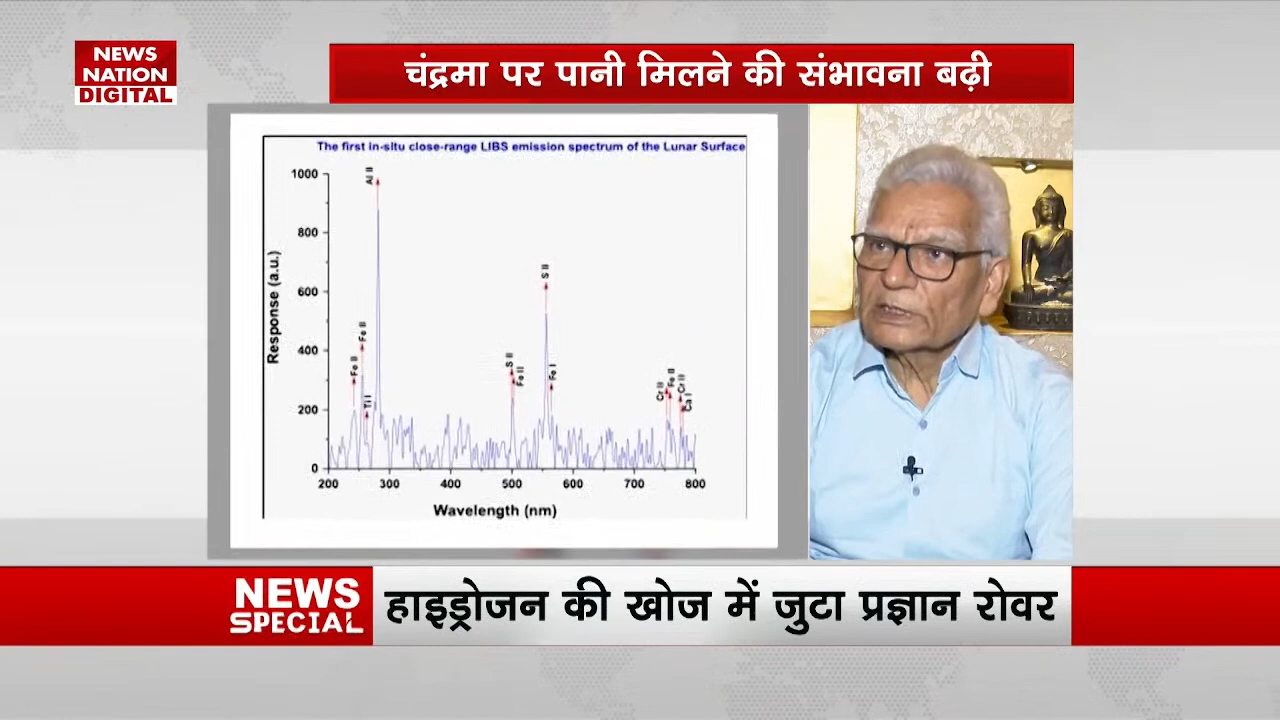 NEWS
NATION
DIGITAL
चंद्रमा पर पानी मिलने की संभावना बढ़ी
The first in-situ close-range LIBS emission spectrum of the Lunar Surface
1000
800
600
400
200
0
Response (a.u.)
Fe II
Fe II
Ti I
Al II
S II
Fe II
S II
Fe I
Cr II
Fe II
Cr II
Ca I
200
300
400
500
600
700
800
Wavelength (nm)
NEWS
SPECIAL
हाइड्रोजन की खोज में जुटा प्रज्ञान रोवर